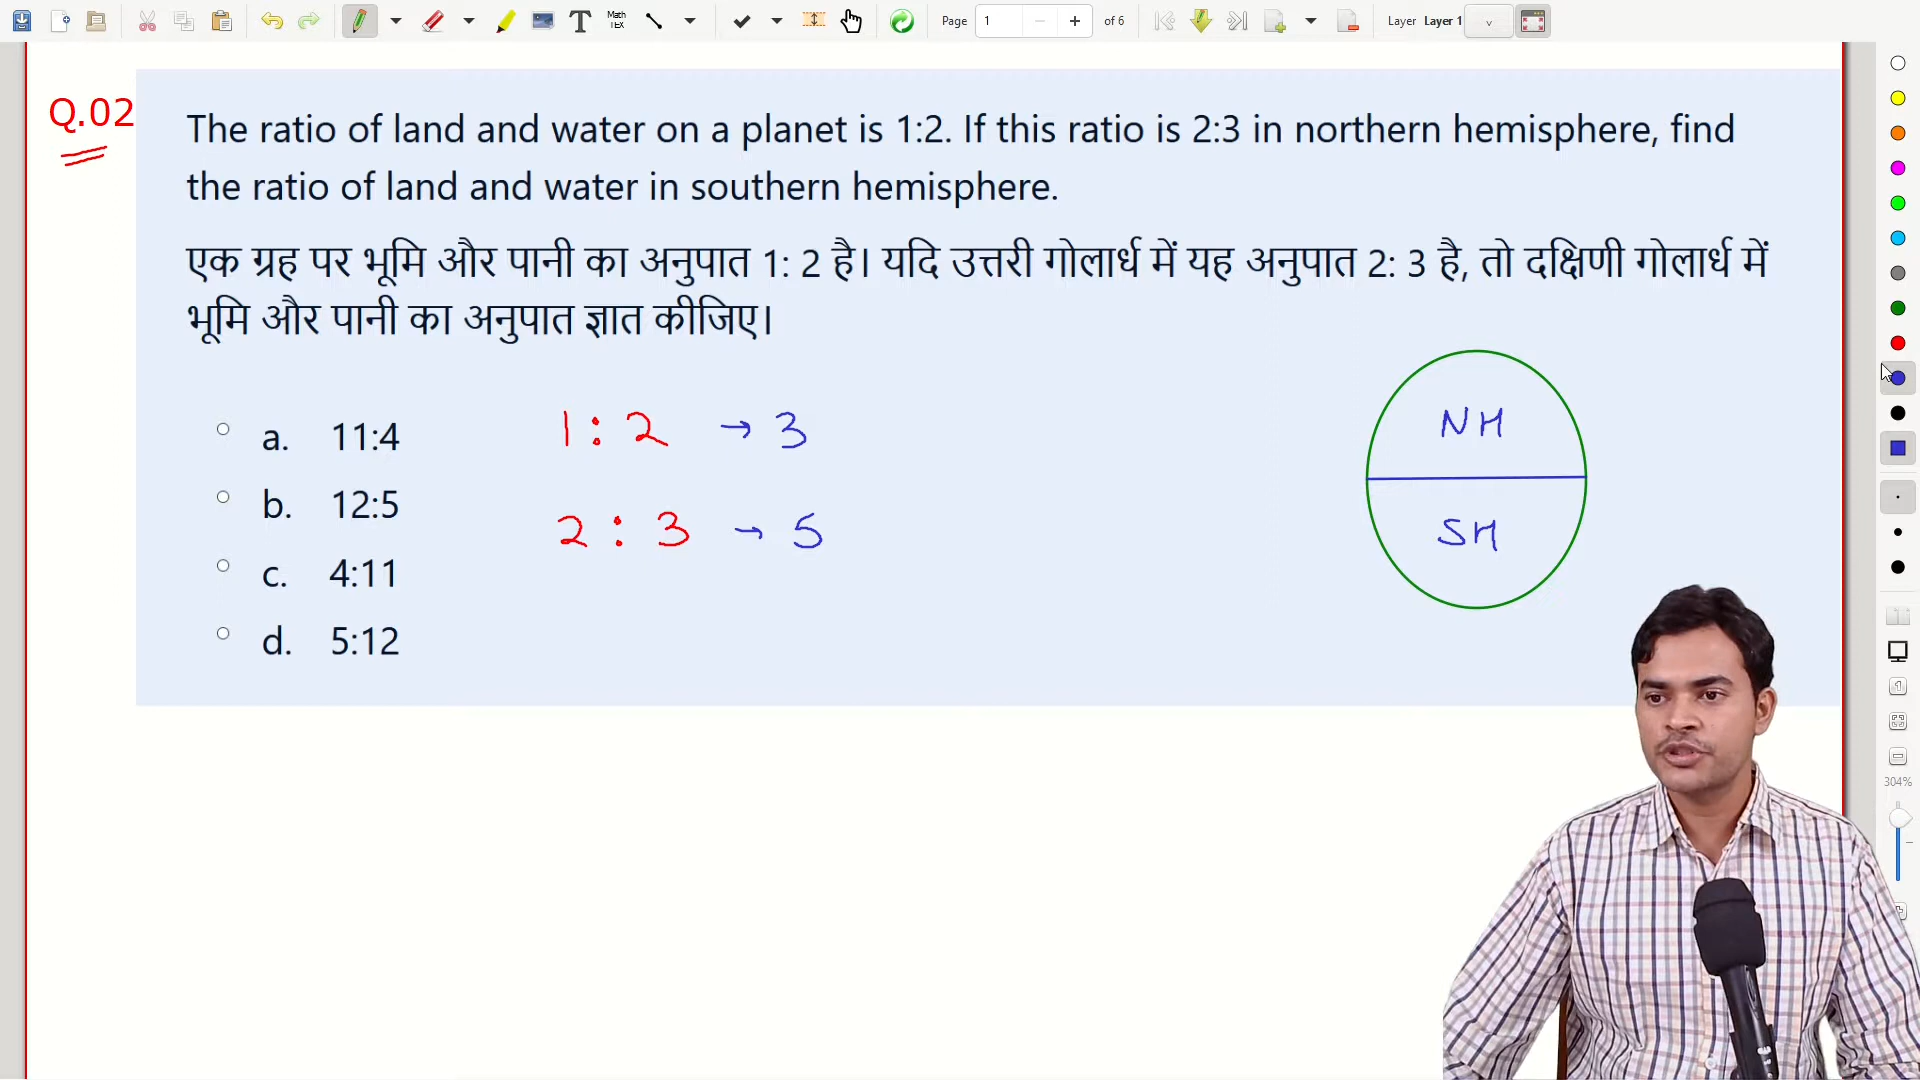 Math
TEX
Page 1 of 6
Layer Layer 1
Q.02
The ratio of land and water on a planet is 1:2. If this ratio is 2:3 in northern hemisphere, find
the ratio of land and water in southern hemisphere.
एक ग्रह पर भूमि और पानी का अनुपात 1: 2 है। यदि उत्तरी गोलार्ध में यह अनुपात 2: 3 है, तो दक्षिणी गोलार्ध में
भूमि और पानी का अनुपात ज्ञात कीजिए।
a. 11:4
b. 12:5
c. 4:11
d. 5:12
1 : 2 → 3
2 : 3 → 5
NH
SH
304%